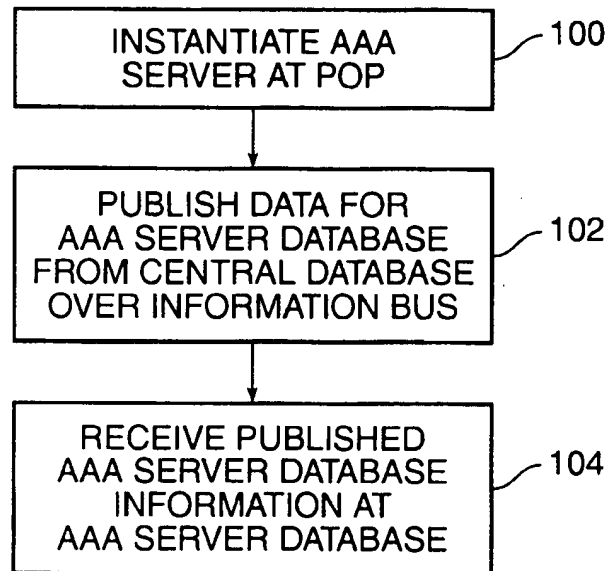 INSTANTIATE AAA
SERVER AT POP
100
PUBLISH DATA FOR
AAA SERVER DATABASE
FROM CENTRAL DATABASE
OVER INFORMATION BUS
102
RECEIVE PUBLISHED
AAA SERVER DATABASE
INFORMATION AT
AAA SERVER DATABASE
104